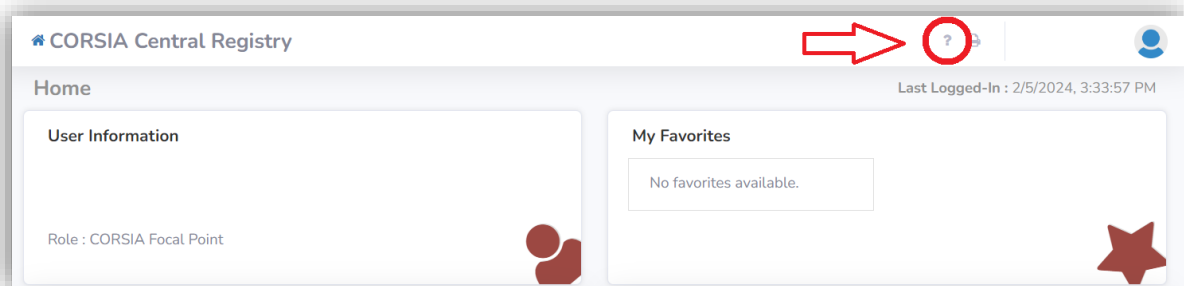 CORSIA Central Registry
?
Home
Last Logged-In : 2/5/2024, 3:33:57 PM
User Information
My Favorites
No favorites available.
Role : CORSIA Focal Point